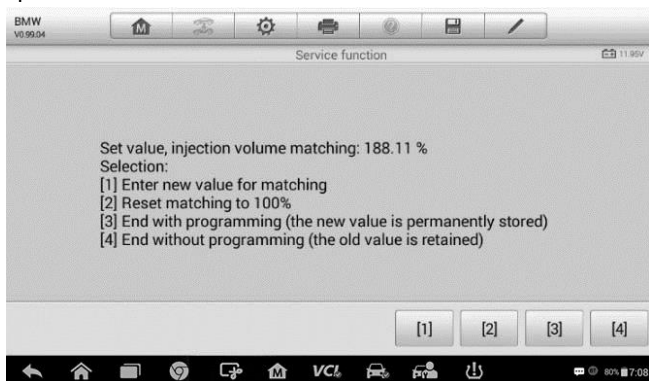 BMW
V0.99.04
M
Service function
11.95V
Set value, injection volume matching: 188.11 %
Selection:
[1] Enter new value for matching
[2] Reset matching to 100%
[3] End with programming (the new value is permanently stored)
[4] End without programming (the old value is retained)
[1] [2] [3] [4]
M VCI 80% 7:08